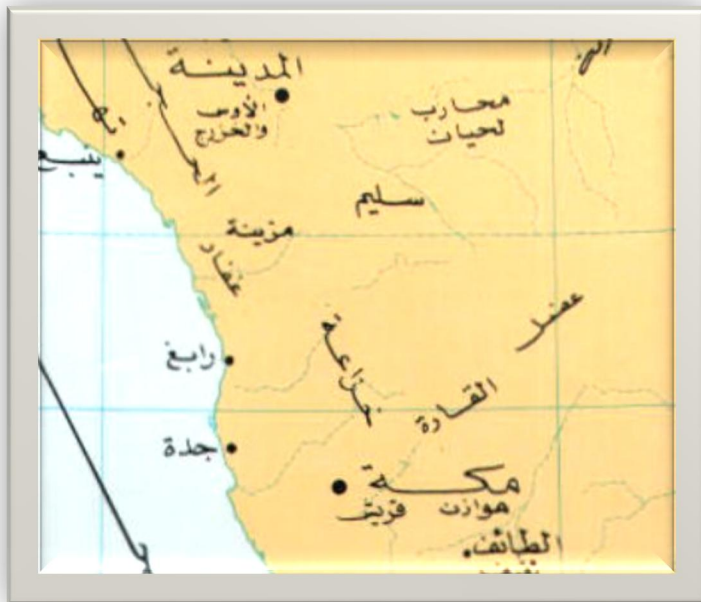 المدينة
الأوس
والخزرج
محارب
لحيان
ينبع
سليم
مزينة
غفار
عضل
رابغ
خزاعة
القارة
جدة
مكة
هوازن قريش
الطائف